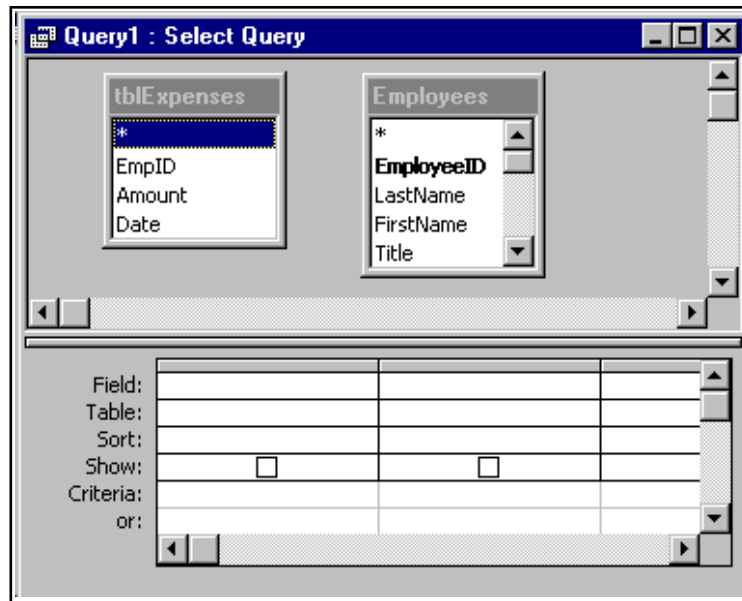 Query1 : Select Query
tblExpenses
*
EmpID
Amount
Date
Employees
*
EmployeeID
LastName
FirstName
Title
Field:
Table:
Sort:
Show:
Criteria:
or: